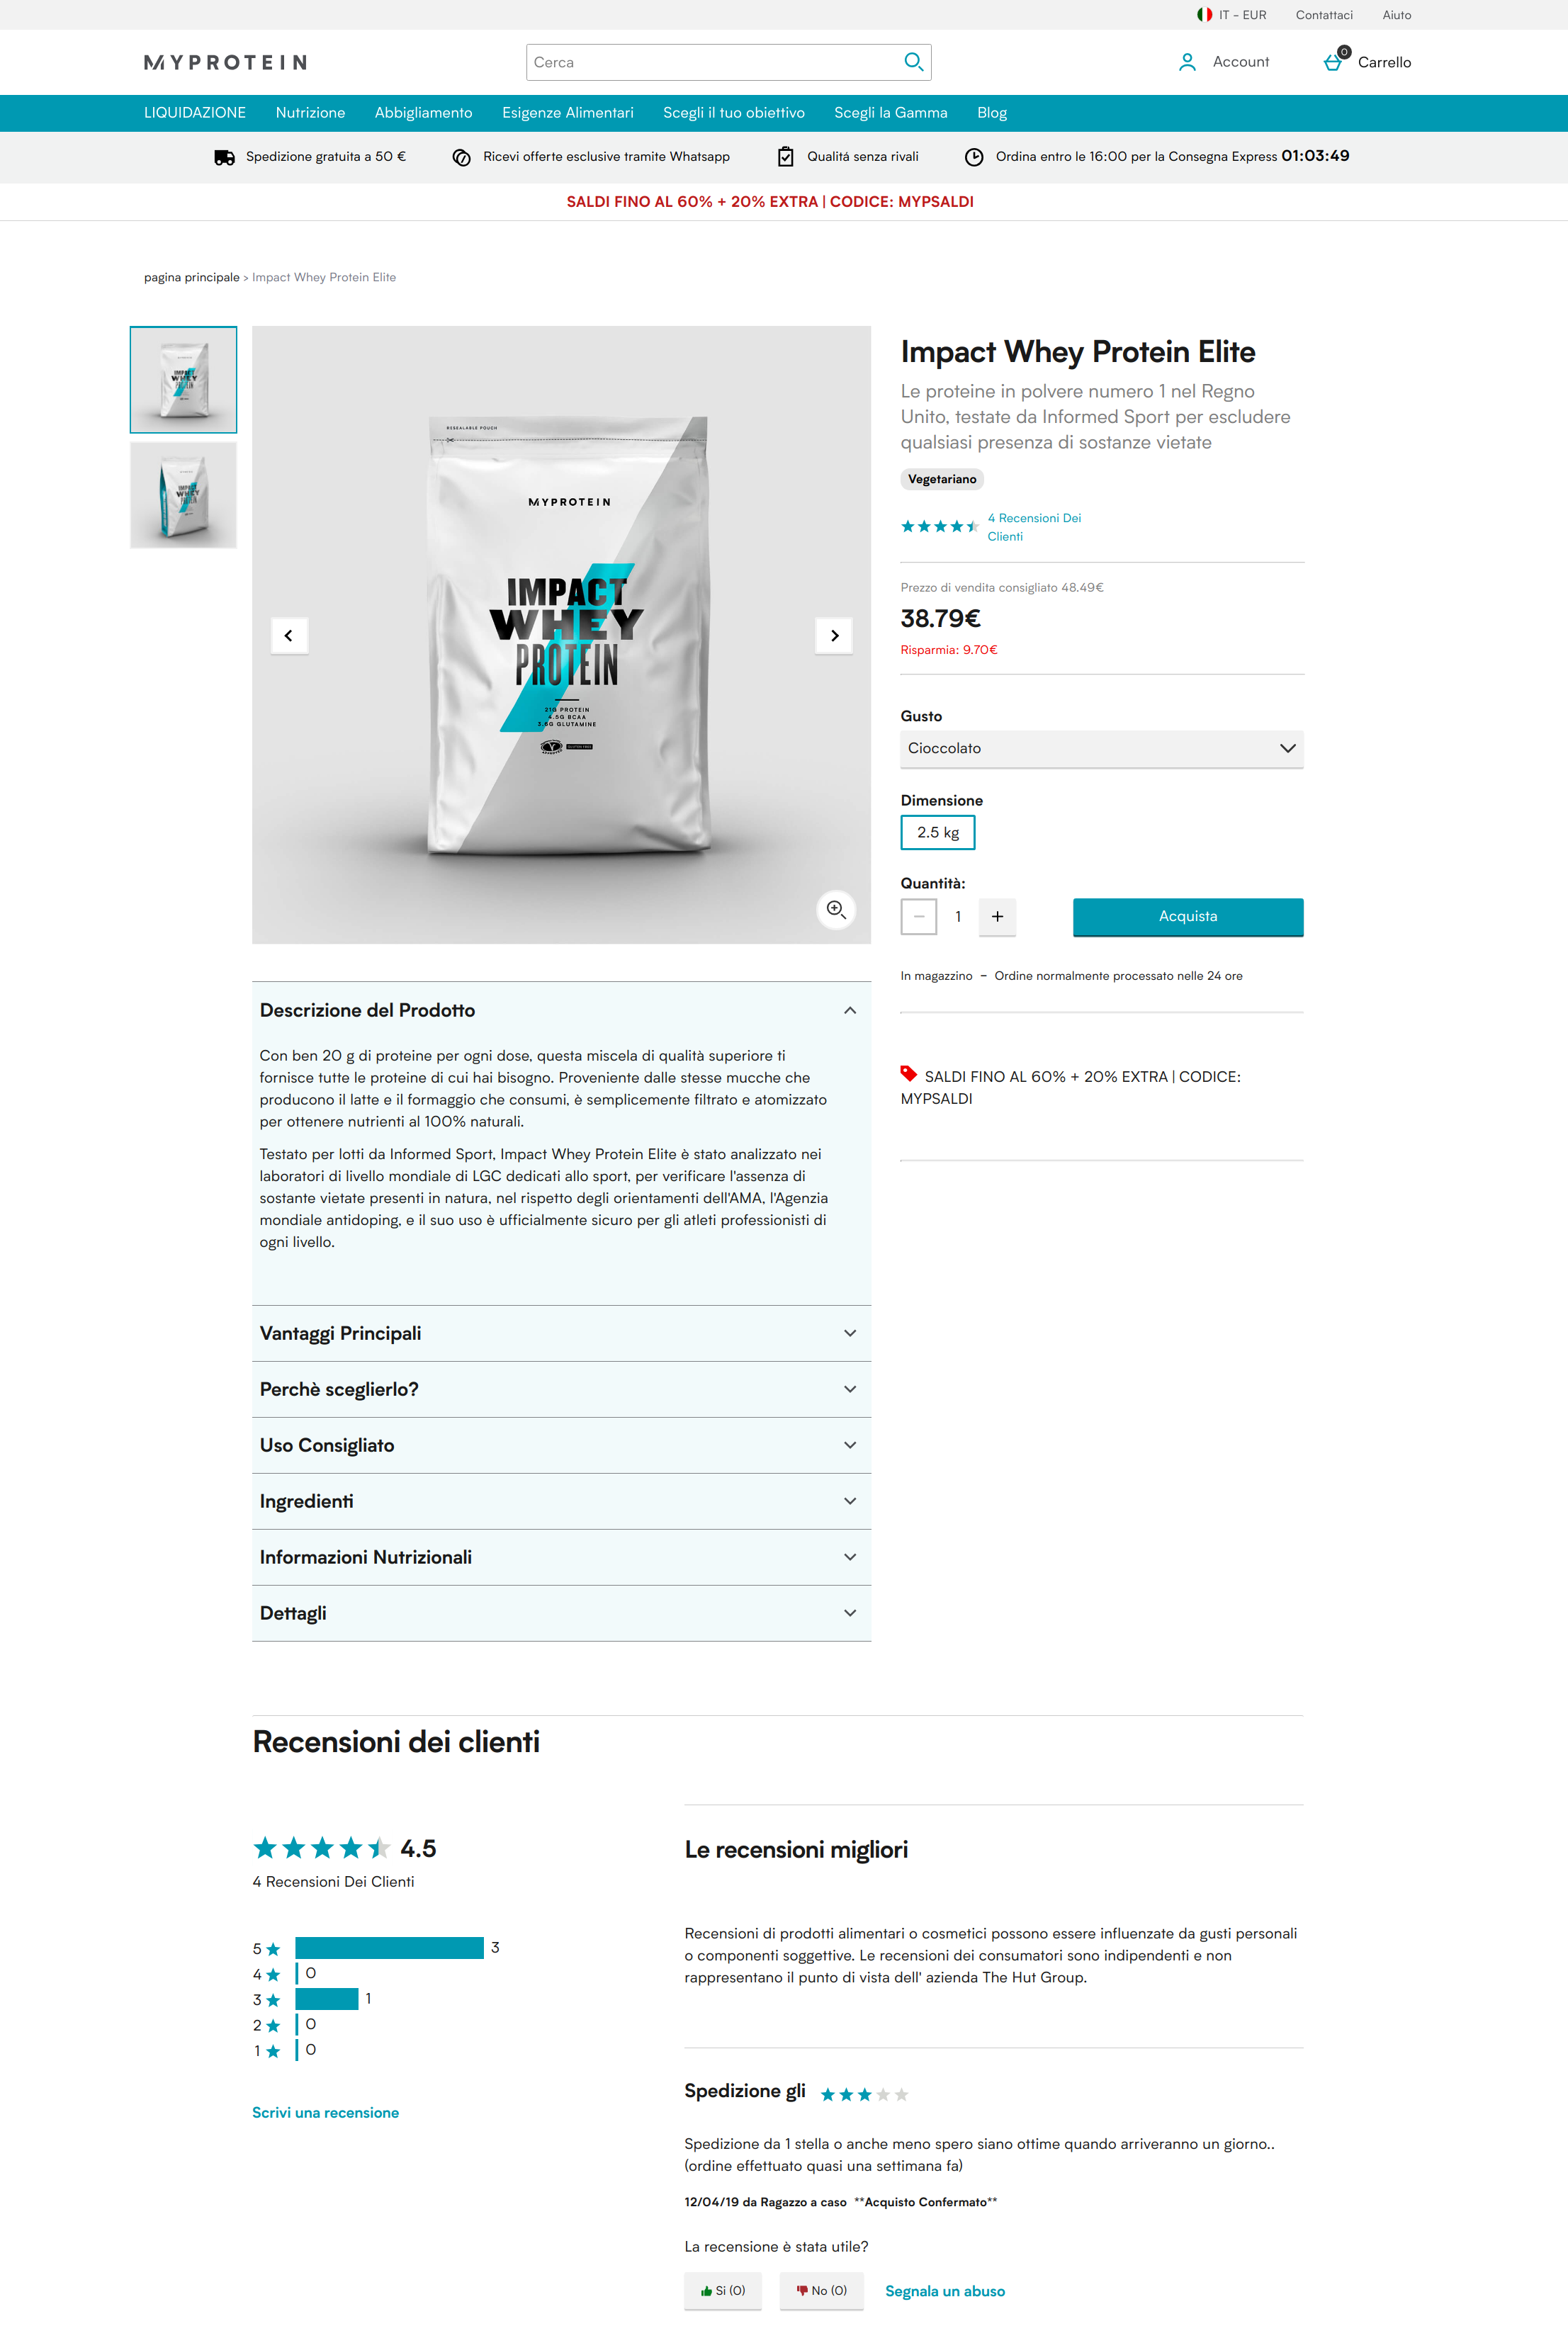 IT - EUR
Contattaci
Aiuto
MYPROTEIN
Cerca
Account
0
Carrello
LIQUIDAZIONE
Nutrizione
Abbigliamento
Esigenze Alimentari
Scegli il tuo obiettivo
Scegli la Gamma
Blog
Spedizione gratuita a 50 €
Ricevi offerte esclusive tramite Whatsapp
Qualitá senza rivali
Ordina entro le 16:00 per la Consegna Express 01:03:49
SALDI FINO AL 60% + 20% EXTRA | CODICE: MYPSALDI
pagina principale > Impact Whey Protein Elite
IMPACT
WHEY
PROTEIN
IMPACT
WHEY
PROTEIN
RESEALABLE POUCH
MYPROTEIN
IMPACT
WHEY
PROTEIN
21G PROTEIN
4.5G BCAA
3.6G GLUTAMINE
Impact Whey Protein Elite
Le proteine in polvere numero 1 nel Regno
Unito, testate da Informed Sport per escludere
qualsiasi presenza di sostanze vietate
Vegetariano
4 Recensioni Dei
Clienti
Prezzo di vendita consigliato 48.49€
38.79€
Risparmia: 9.70€
Gusto
Cioccolato
Dimensione
2.5 kg
Quantità:
1
Acquista
In magazzino - Ordine normalmente processato nelle 24 ore
SALDI FINO AL 60% + 20% EXTRA | CODICE:
MYPSALDI
Descrizione del Prodotto
Con ben 20 g di proteine per ogni dose, questa miscela di qualità superiore ti
fornisce tutte le proteine di cui hai bisogno. Proveniente dalle stesse mucche che
producono il latte e il formaggio che consumi, è semplicemente filtrato e atomizzato
per ottenere nutrienti al 100% naturali.
Testato per lotti da Informed Sport, Impact Whey Protein Elite è stato analizzato nei
laboratori di livello mondiale di LGC dedicati allo sport, per verificare l'assenza di
sostante vietate presenti in natura, nel rispetto degli orientamenti dell'AMA, l'Agenzia
mondiale antidoping, e il suo uso è ufficialmente sicuro per gli atleti professionisti di
ogni livello.
Vantaggi Principali
Perchè sceglierlo?
Uso Consigliato
Ingredienti
Informazioni Nutrizionali
Dettagli
Recensioni dei clienti
4.5
4 Recensioni Dei Clienti
5 3
4 0
3 1
2 0
1 0
Scrivi una recensione
Le recensioni migliori
Recensioni di prodotti alimentari o cosmetici possono essere influenzate da gusti personali
o componenti soggettive. Le recensioni dei consumatori sono indipendenti e non
rappresentano il punto di vista dell' azienda The Hut Group.
Spedizione gli
Spedizione da 1 stella o anche meno spero siano ottime quando arriveranno un giorno..
(ordine effettuato quasi una settimana fa)
12/04/19 da Ragazzo a caso **Acquisto Confermato**
La recensione è stata utile?
Si (0)
No (0)
Segnala un abuso